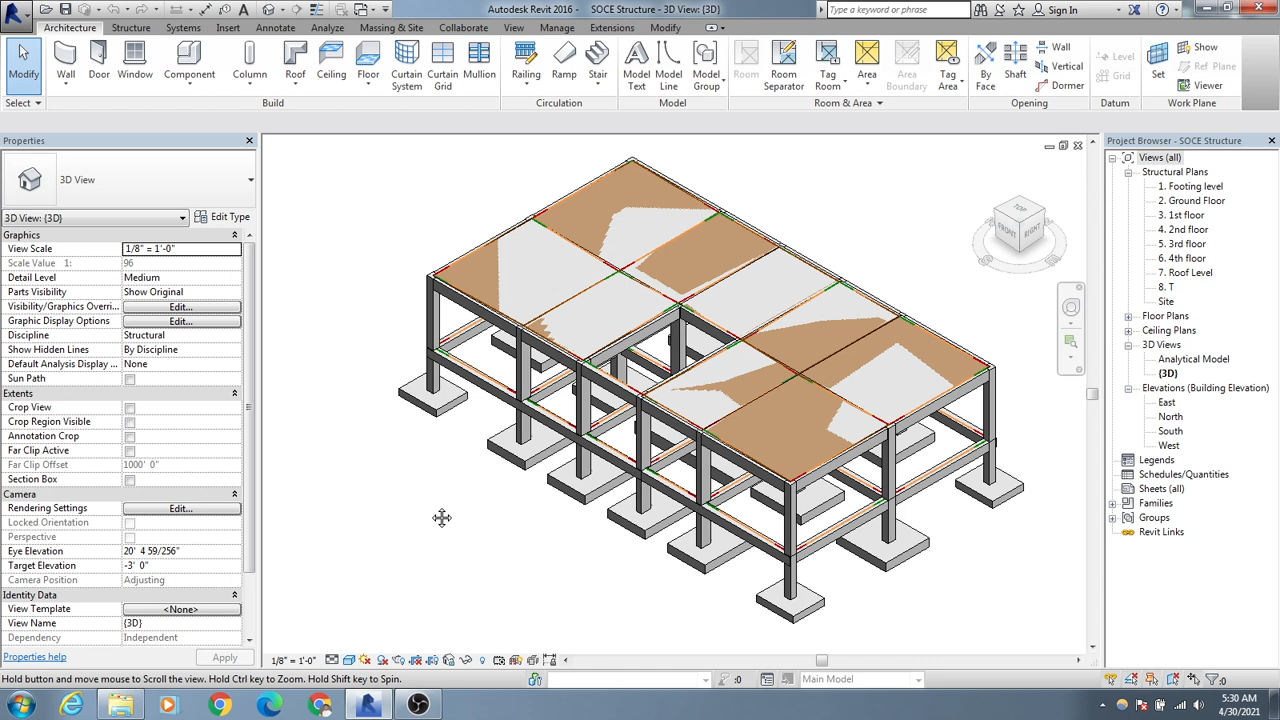 Autodesk Revit 2016 -    SOCE Structure - 3D View: {3D}
Type a keyword or phrase
Sign In
Architecture Structure Systems Insert Annotate Analyze Massing & Site Collaborate View Manage Extensions Modify
Modify Wall Door Window Component Column Roof Ceiling Floor Curtain System Curtain Grid Mullion Railing Ramp Stair Model Text Model Line Model Group Room Room Separator Tag Room Area Area Boundary Tag Area By Face Shaft Wall Vertical Dormer Level Grid Set Show Ref Plane Viewer
Select Build Circulation Model Room & Area Opening Datum Work Plane
Properties
3D View
3D View: {3D} Edit Type
Graphics
View Scale 1/8" = 1'-0"
Scale Value 1: 96
Detail Level Medium
Parts Visibility Show Original
Visibility/Graphics Overri... Edit...
Graphic Display Options Edit...
Discipline Structural
Show Hidden Lines By Discipline
Default Analysis Display ... None
Sun Path
Extents
Crop View
Crop Region Visible
Annotation Crop
Far Clip Active
Far Clip Offset 1000' 0"
Section Box
Camera
Rendering Settings Edit...
Locked Orientation
Perspective
Eye Elevation 20' 4 59/256"
Target Elevation -3' 0"
Camera Position Adjusting
Identity Data
View Template <None>
View Name {3D}
Dependency Independent
Properties help Apply
TOP
FRONT RIGHT
Project Browser - SOCE Structure
Views (all)
Structural Plans
1. Footing level
2. Ground Floor
3. 1st floor
4. 2nd floor
5. 3rd floor
6. 4th floor
7. Roof Level
8. T
Site
Floor Plans
Ceiling Plans
3D Views
Analytical Model
{3D}
Elevations (Building Elevation)
East
North
South
West
Legends
Schedules/Quantities
Sheets (all)
Families
Groups
Revit Links
1/8" = 1'-0"
Hold button and move mouse to Scroll the view. Hold Ctrl key to Zoom. Hold Shift key to Spin.
:0 Main Model :0
5:30 AM
4/30/2021